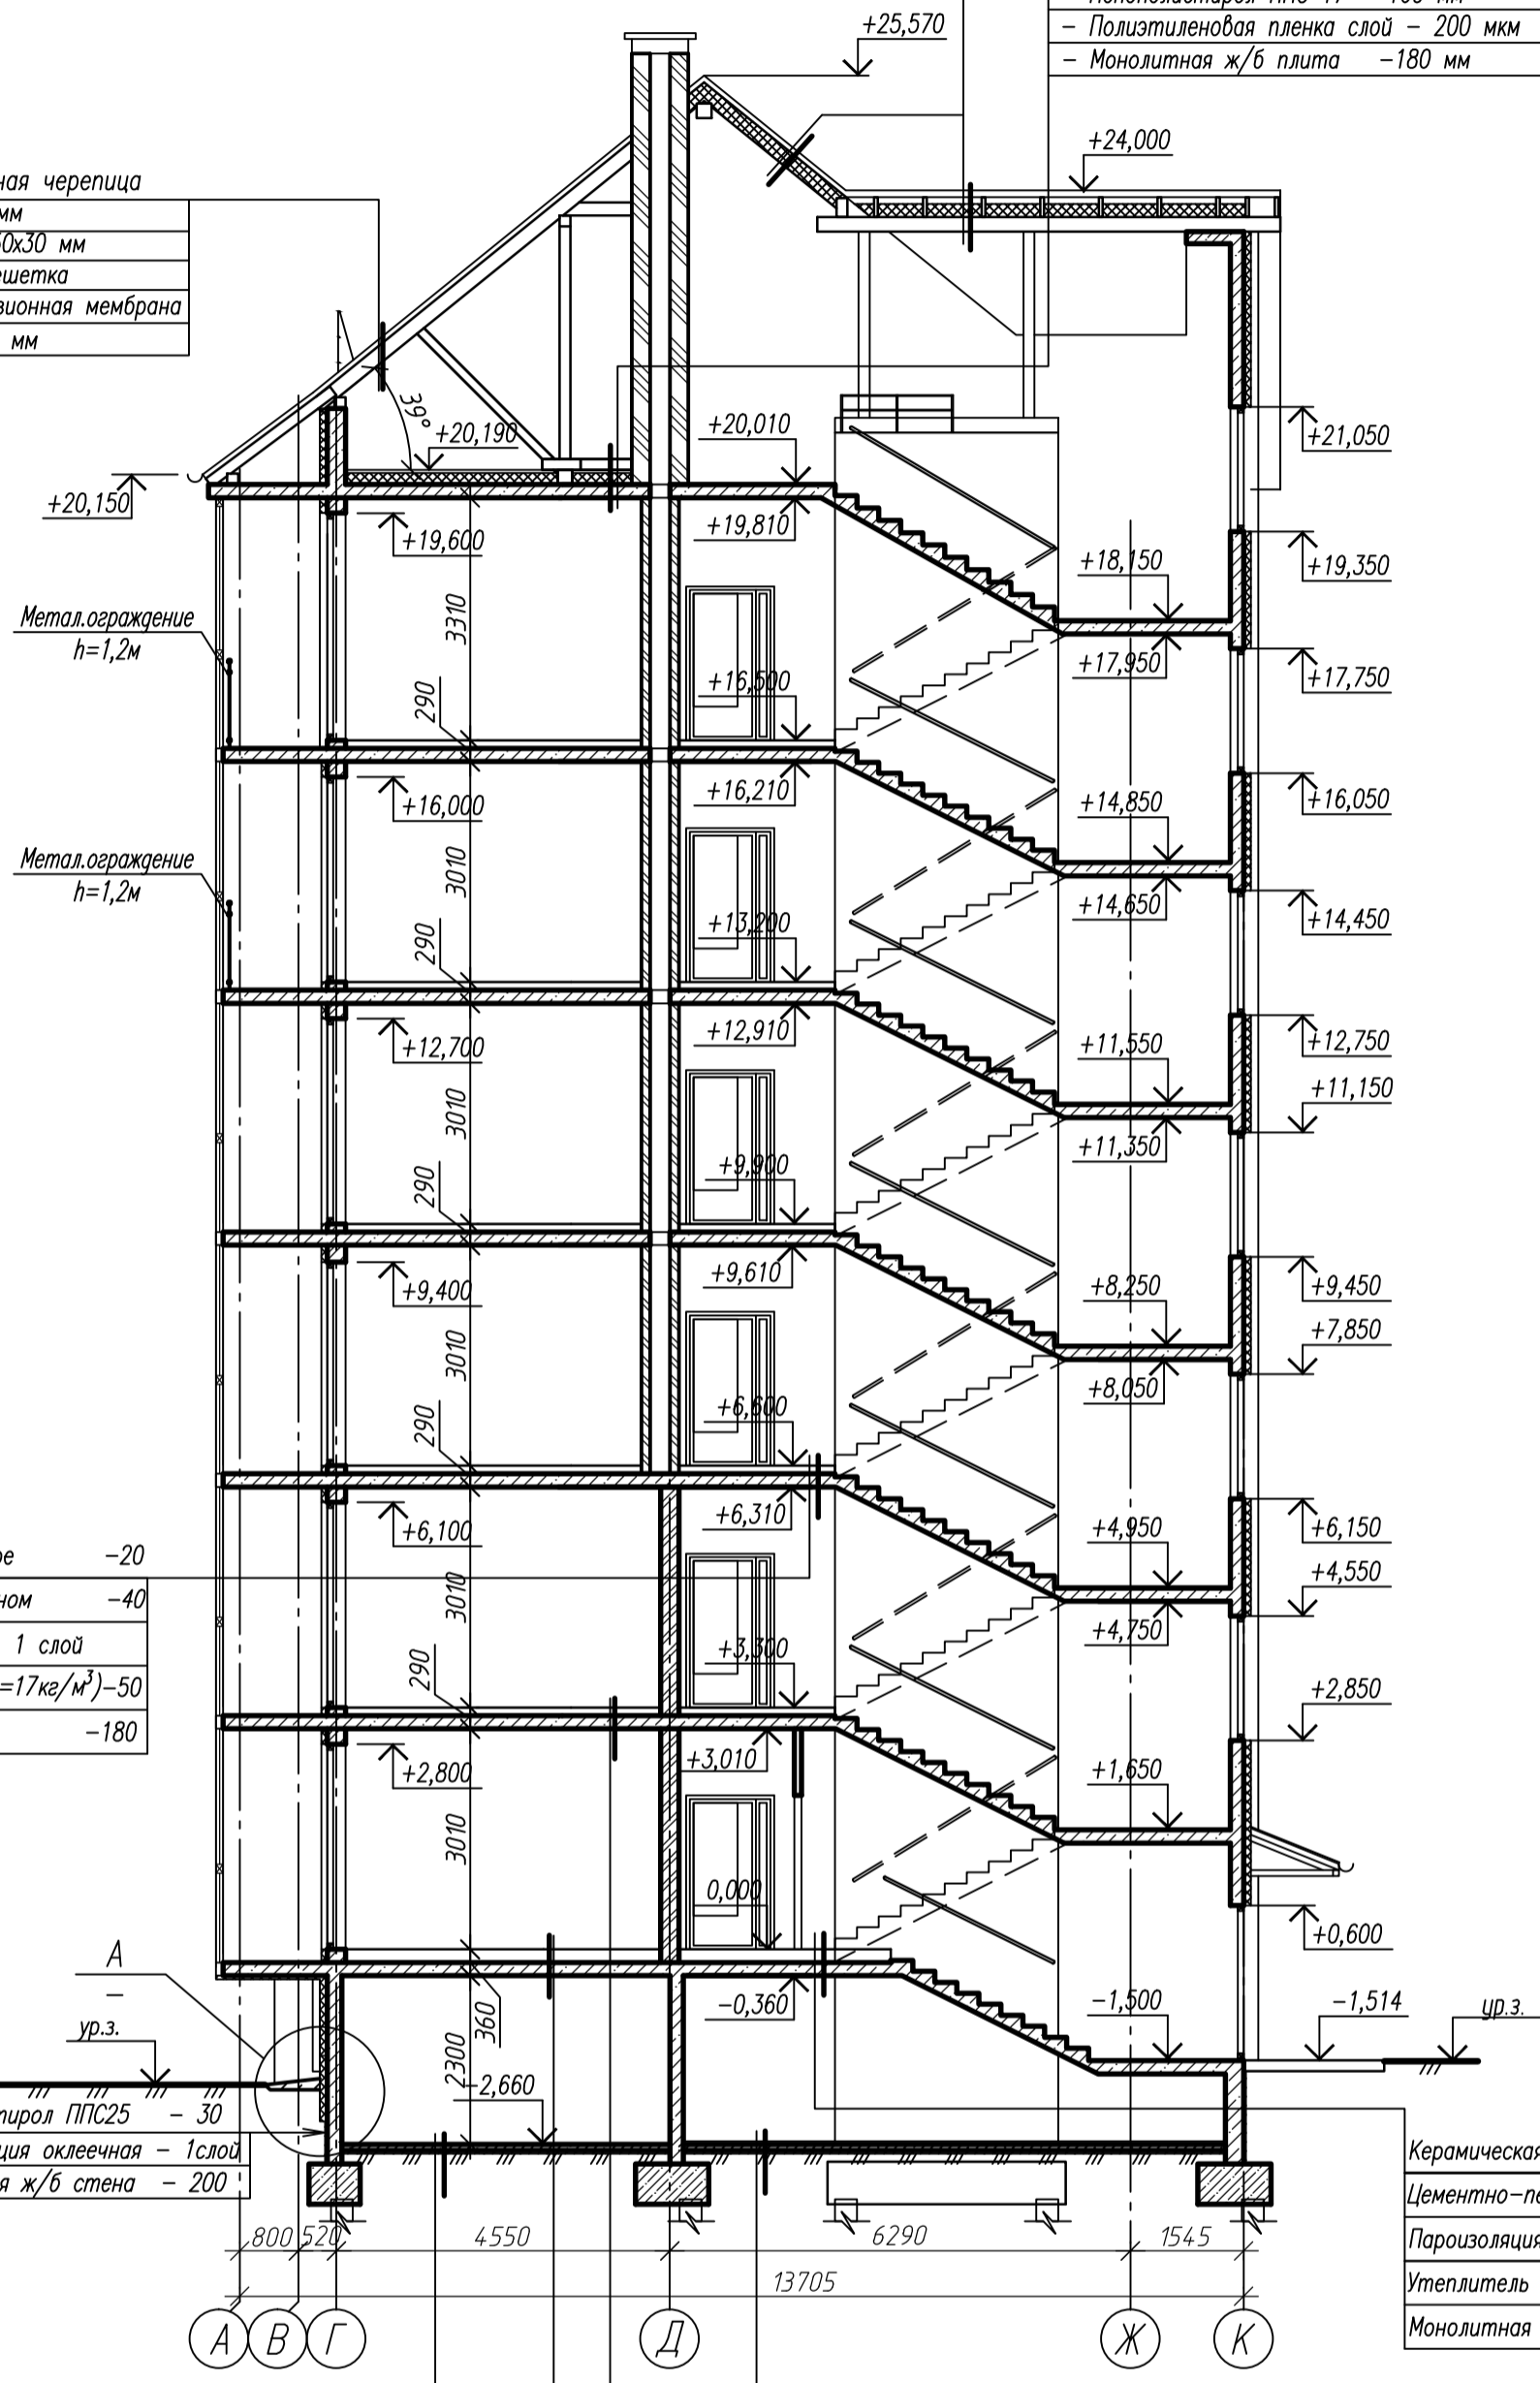 - Полиэтиленовая пленка слой - 200 мкм
- Монолитная ж/б плита -180 мм
+25,570
+24,000
ная черепица
мм
50х30 мм
ешетка
зионная мембрана
мм
39°
+20,190
+20,010
+21,050
+20,150
+19,600
+19,810
+18,150
+19,350
Метал.ограждение
h=1,2м
3310
+17,950
+17,750
290
+16,500
+16,000
+16,210
+14,850
+16,050
Метал.ограждение
h=1,2м
3010
+14,650
+14,450
290
+13,200
+12,700
+12,910
+11,550
+12,750
+11,150
3010
+11,350
290
+9,900
+9,400
+9,610
+8,250
+9,450
+7,850
3010
+8,050
290
+6,600
+6,100
+6,310
+4,950
+6,150
+4,550
ре -20
ном -40
1 слой
=17кг/м³)-50
-180
3010
+4,750
290
+3,300
+2,850
+2,800
+3,010
+1,650
3010
0,000
+0,600
А
-
ур.з.
360
-0,360
-1,500
-1,514
ур.з.
2300
-2,660
тирол ППС25 - 30
ция оклеечная - 1слой
я ж/б стена - 200
Керамическая
Цементно-пе
Пароизоляция
Утеплитель
Монолитная
800
520
4550
6290
1545
13705
А
В
Г
Д
Ж
К